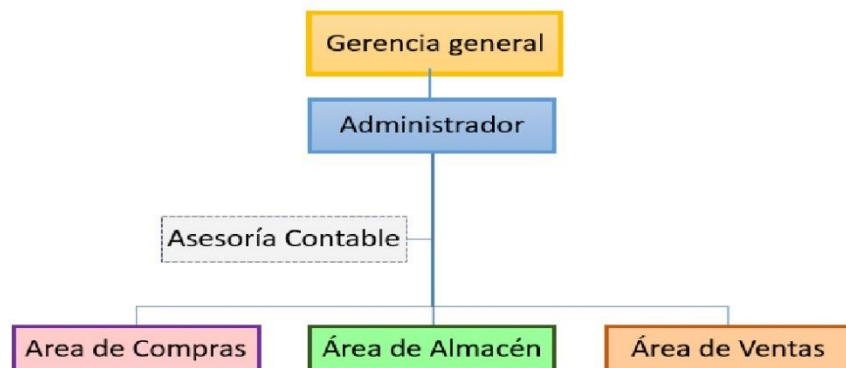 Gerencia general
Administrador
Asesoría Contable
Area de Compras
Área de Almacén
Área de Ventas